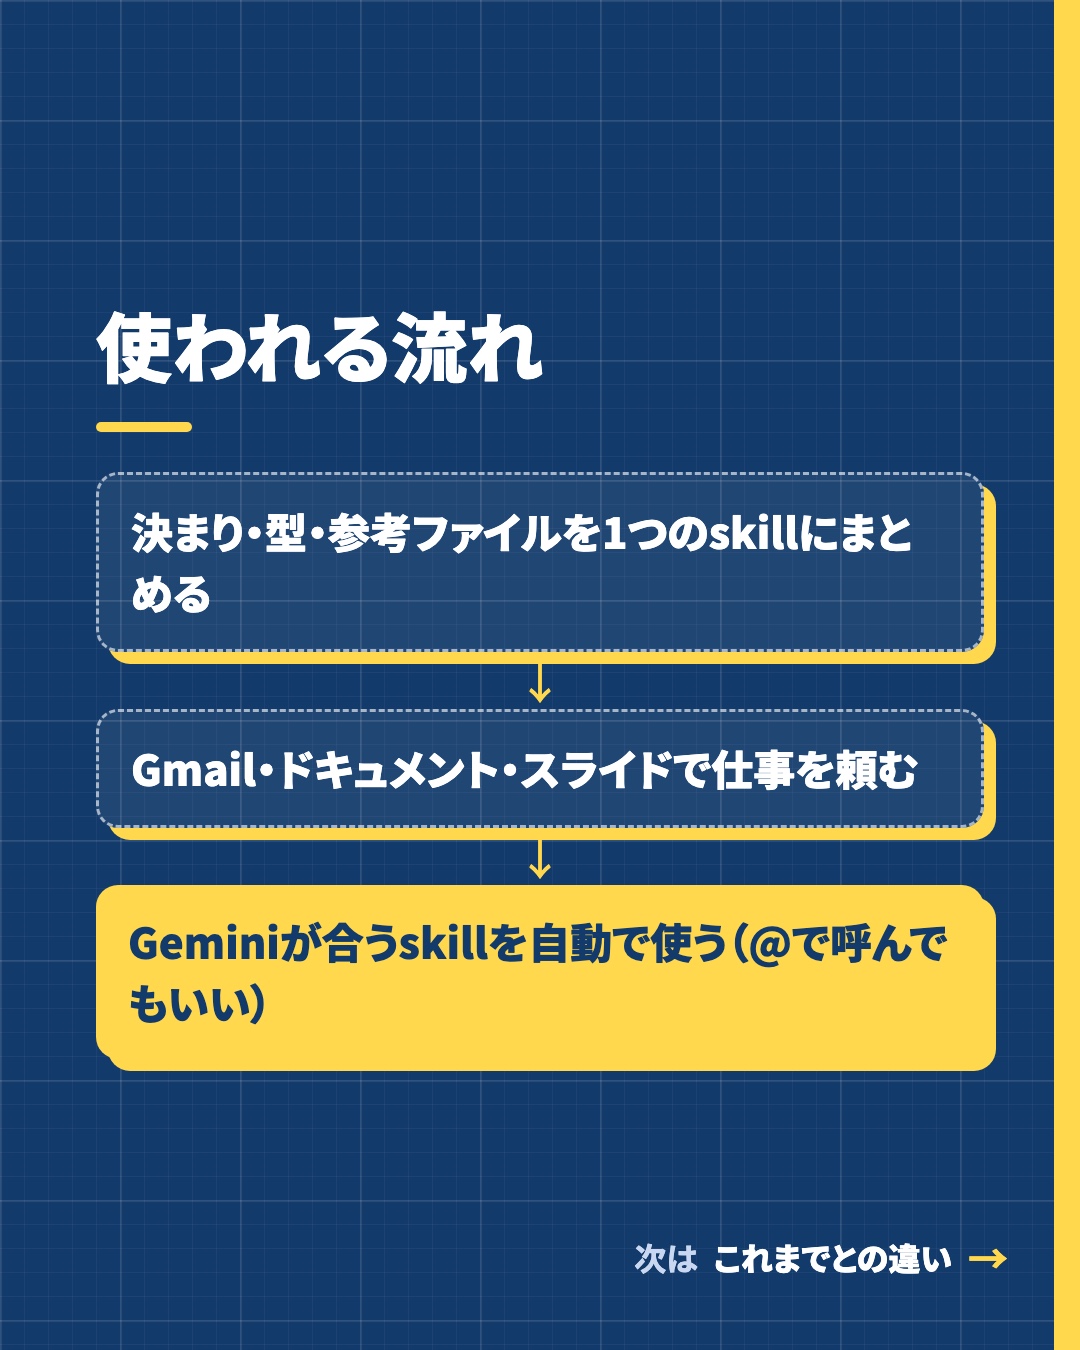 使われる流れ
決まり・型・参考ファイルを1つのskillにまと
める
↓
Gmail・ドキュメント・スライドで仕事を頼む
↓
Geminiが合うskillを自動で使う（@で呼んで
もいい）
次は これまでとの違い →